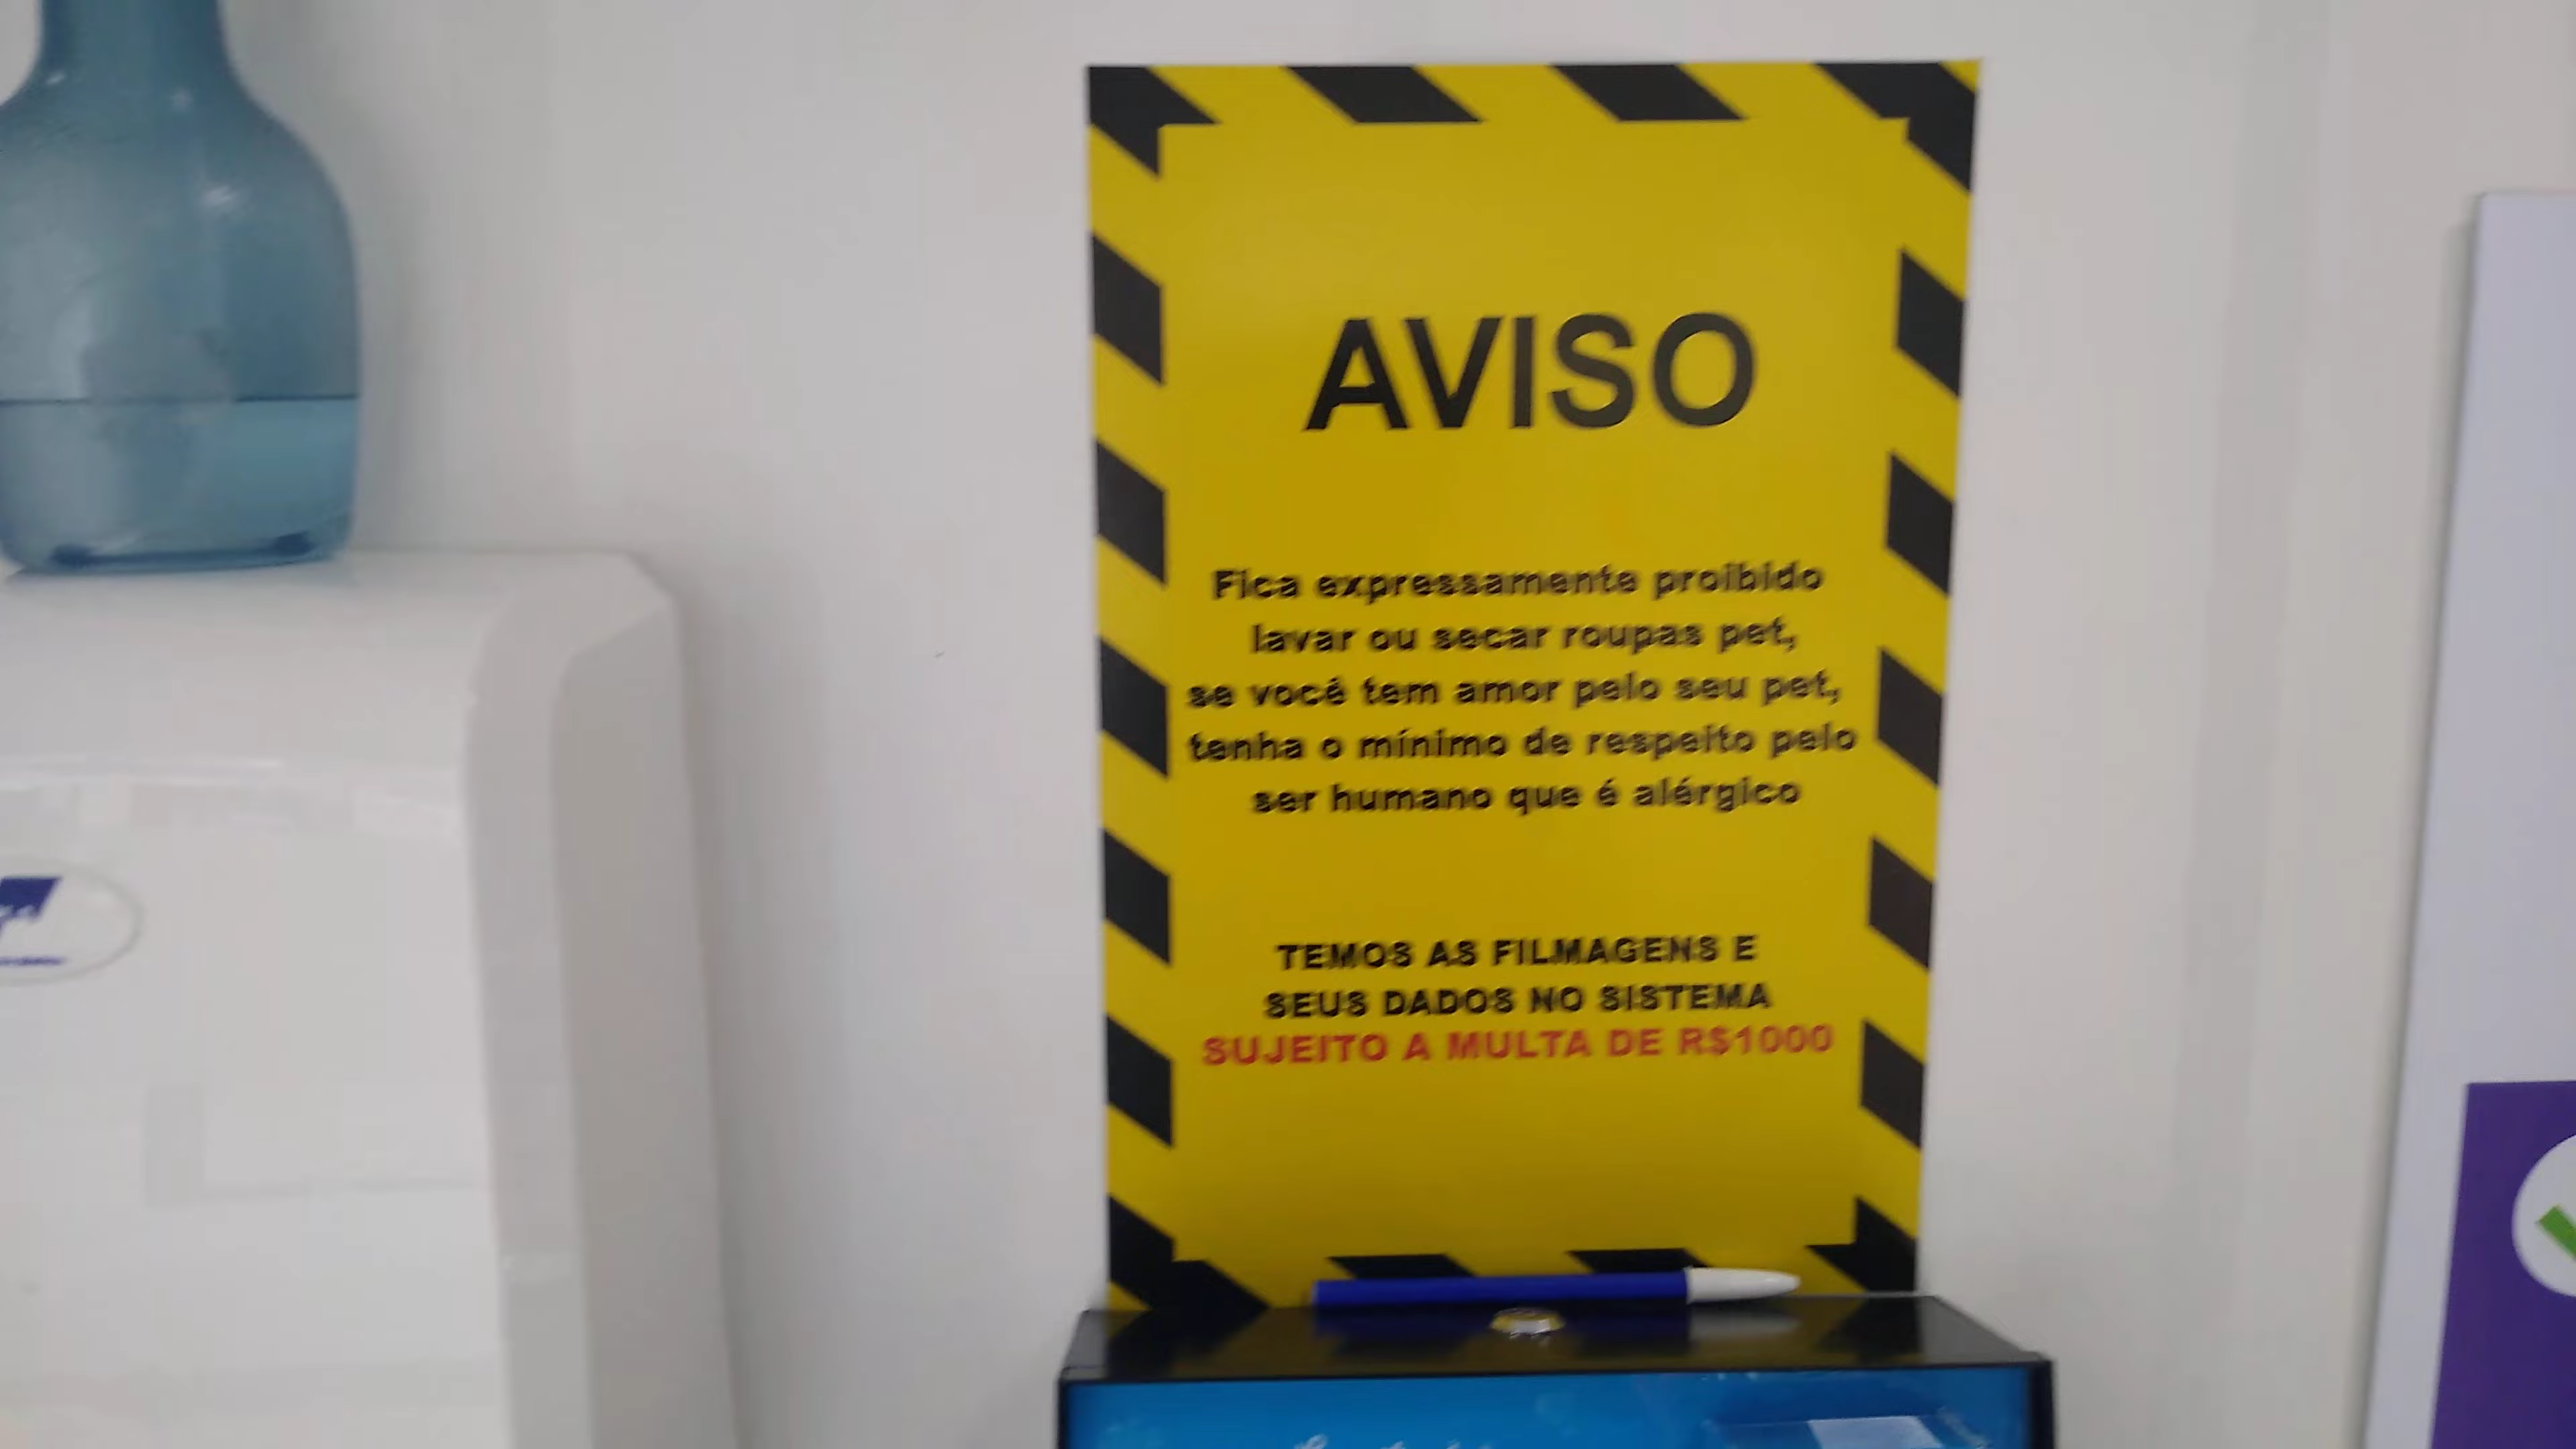 AVISO
Fica expressamente proibido
lavar ou secar roupas pet,
se você tem amor pelo seu pet,
tenha o mínimo de respeito pelo
ser humano que é alérgico
TEMOS AS FILMAGENS E
SEUS DADOS NO SISTEMA
SUJEITO A MULTA DE R$1000